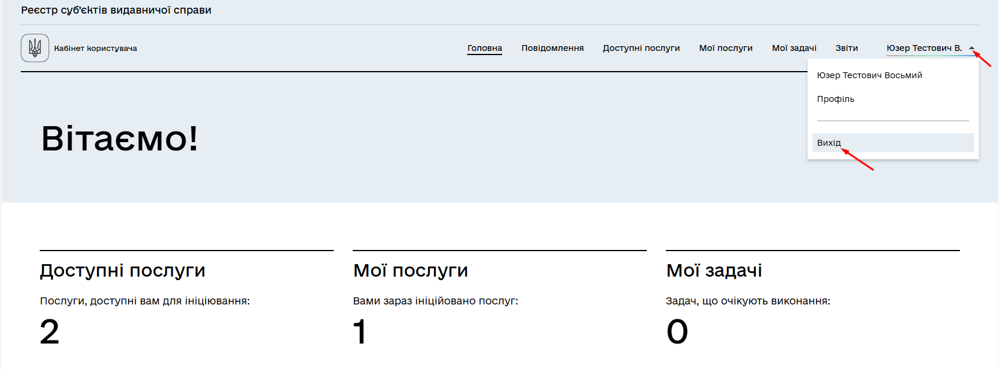 Реєстр суб’єктів видавничої справи
Кабінет користувача
Головна Повідомлення Доступні послуги Мої послуги Мої задачі Звіти Юзер Тестович В.
Юзер Тестович Восьмий
Профіль
Вихід
Вітаємо!
Доступні послуги
Послуги, доступні вам для ініціювання:
2
Мої послуги
Вами зараз ініційовано послуг:
1
Мої задачі
Задач, що очікують виконання:
0